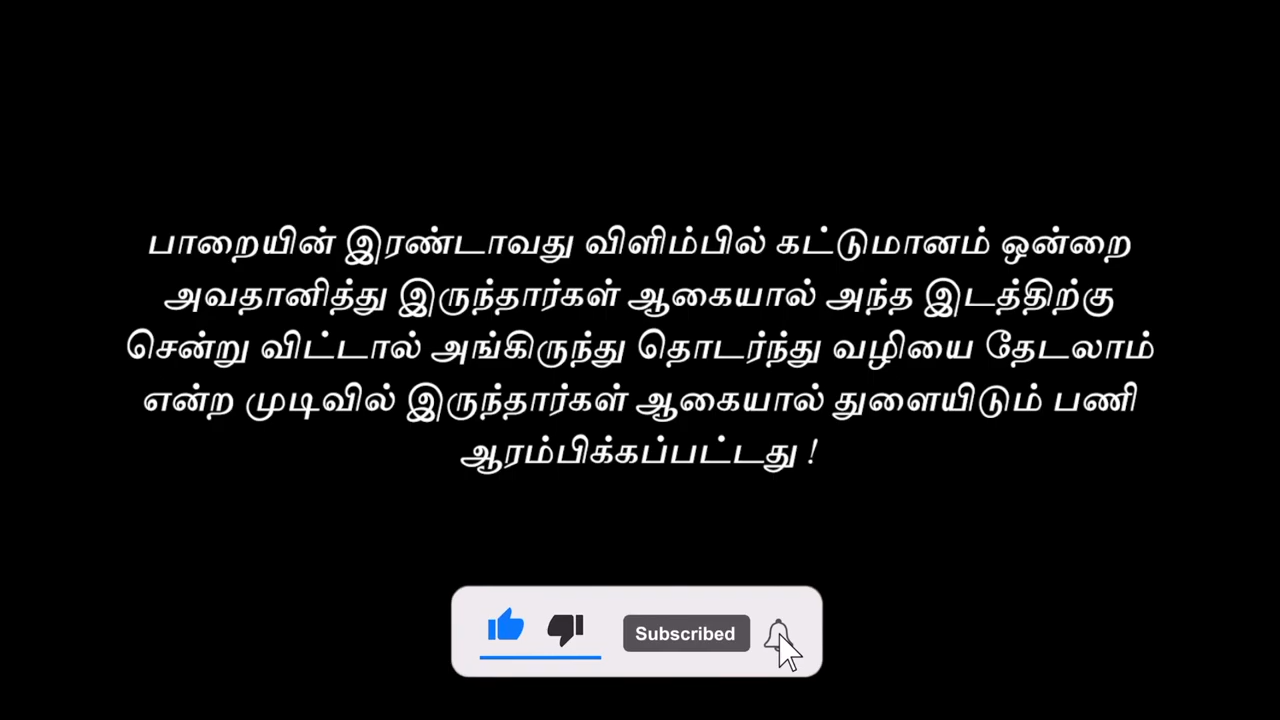 பாறையின் இரண்டாவது விளிம்பில் கட்டுமானம் ஒன்றை
அவதானித்து இருந்தார்கள் ஆகையால் அந்த இடத்திற்கு
சென்று விட்டால் அங்கிருந்து தொடர்ந்து வழியை தேடலாம்
என்ற முடிவில் இருந்தார்கள் ஆகையால் துளையிடும் பணி
ஆரம்பிக்கப்பட்டது !
Subscribed